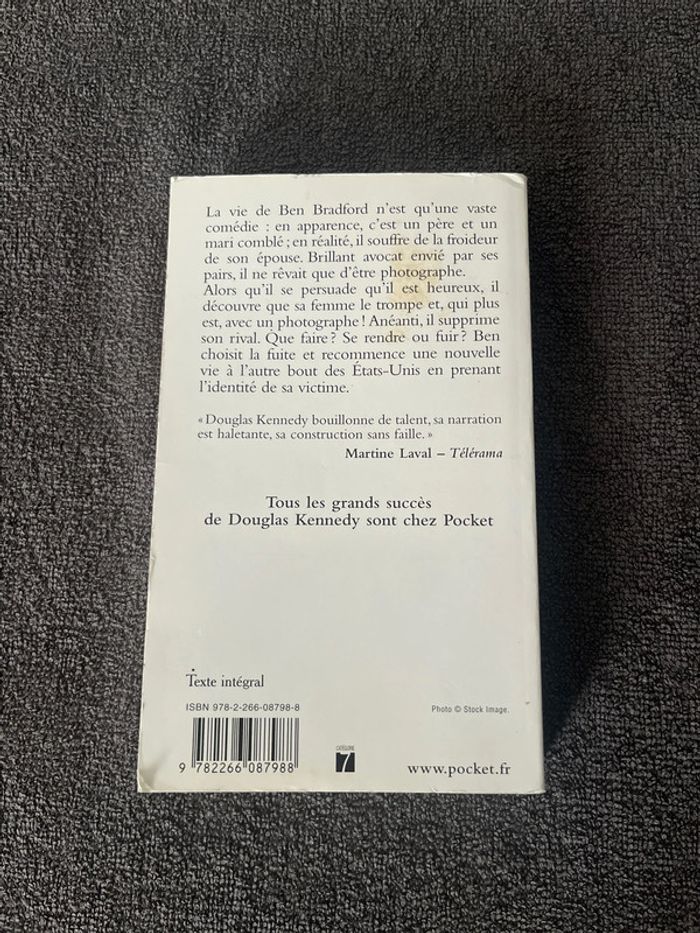 La vie de Ben Bradford n'est qu'une vaste
comédie : en apparence, c'est un père et un
mari comblé ; en réalité, il souffre de la froideur
de son épouse. Brillant avocat envié par ses
pairs, il ne rêvait que d'être photographe.
Alors qu'il se persuade qu'il est heureux, il
découvre que sa femme le trompe et, qui plus
est, avec un photographe ! Anéanti, il supprime
son rival. Que faire ? Se rendre ou fuir ? Ben
choisit la fuite et recommence une nouvelle
vie à l'autre bout des États-Unis en prenant
l'identité de sa victime.
« Douglas Kennedy bouillonne de talent, sa narration
est haletante, sa construction sans faille. »
Martine Laval – Télérama
Tous les grands succès
de Douglas Kennedy sont chez Pocket
Texte intégral
ISBN 978-2-266-08798-8
Photo © Stock Image.
9 782266 087988
CATÉGORIE
7
www.pocket.fr